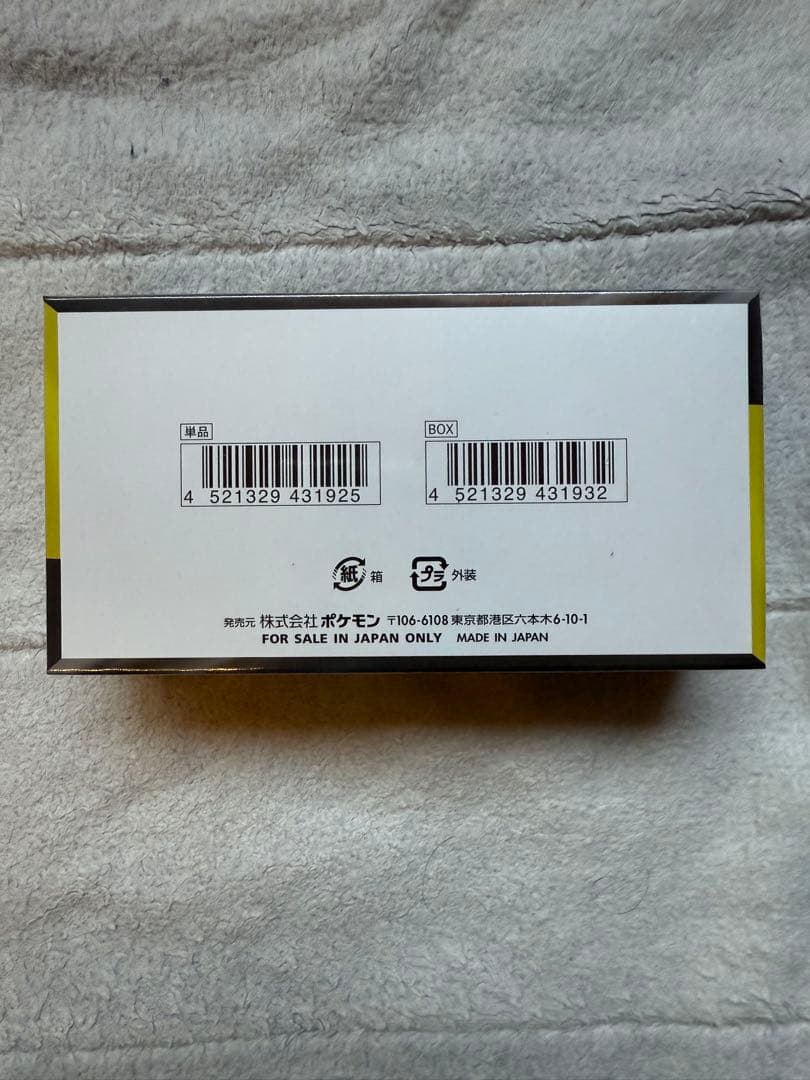 単品
4 521329 431925
BOX
4 521329 431932
紙 箱
プラ 外装
発売元 株式会社 ポケモン 〒106-6108 東京都港区六本木6-10-1
FOR SALE IN JAPAN ONLY MADE IN JAPAN